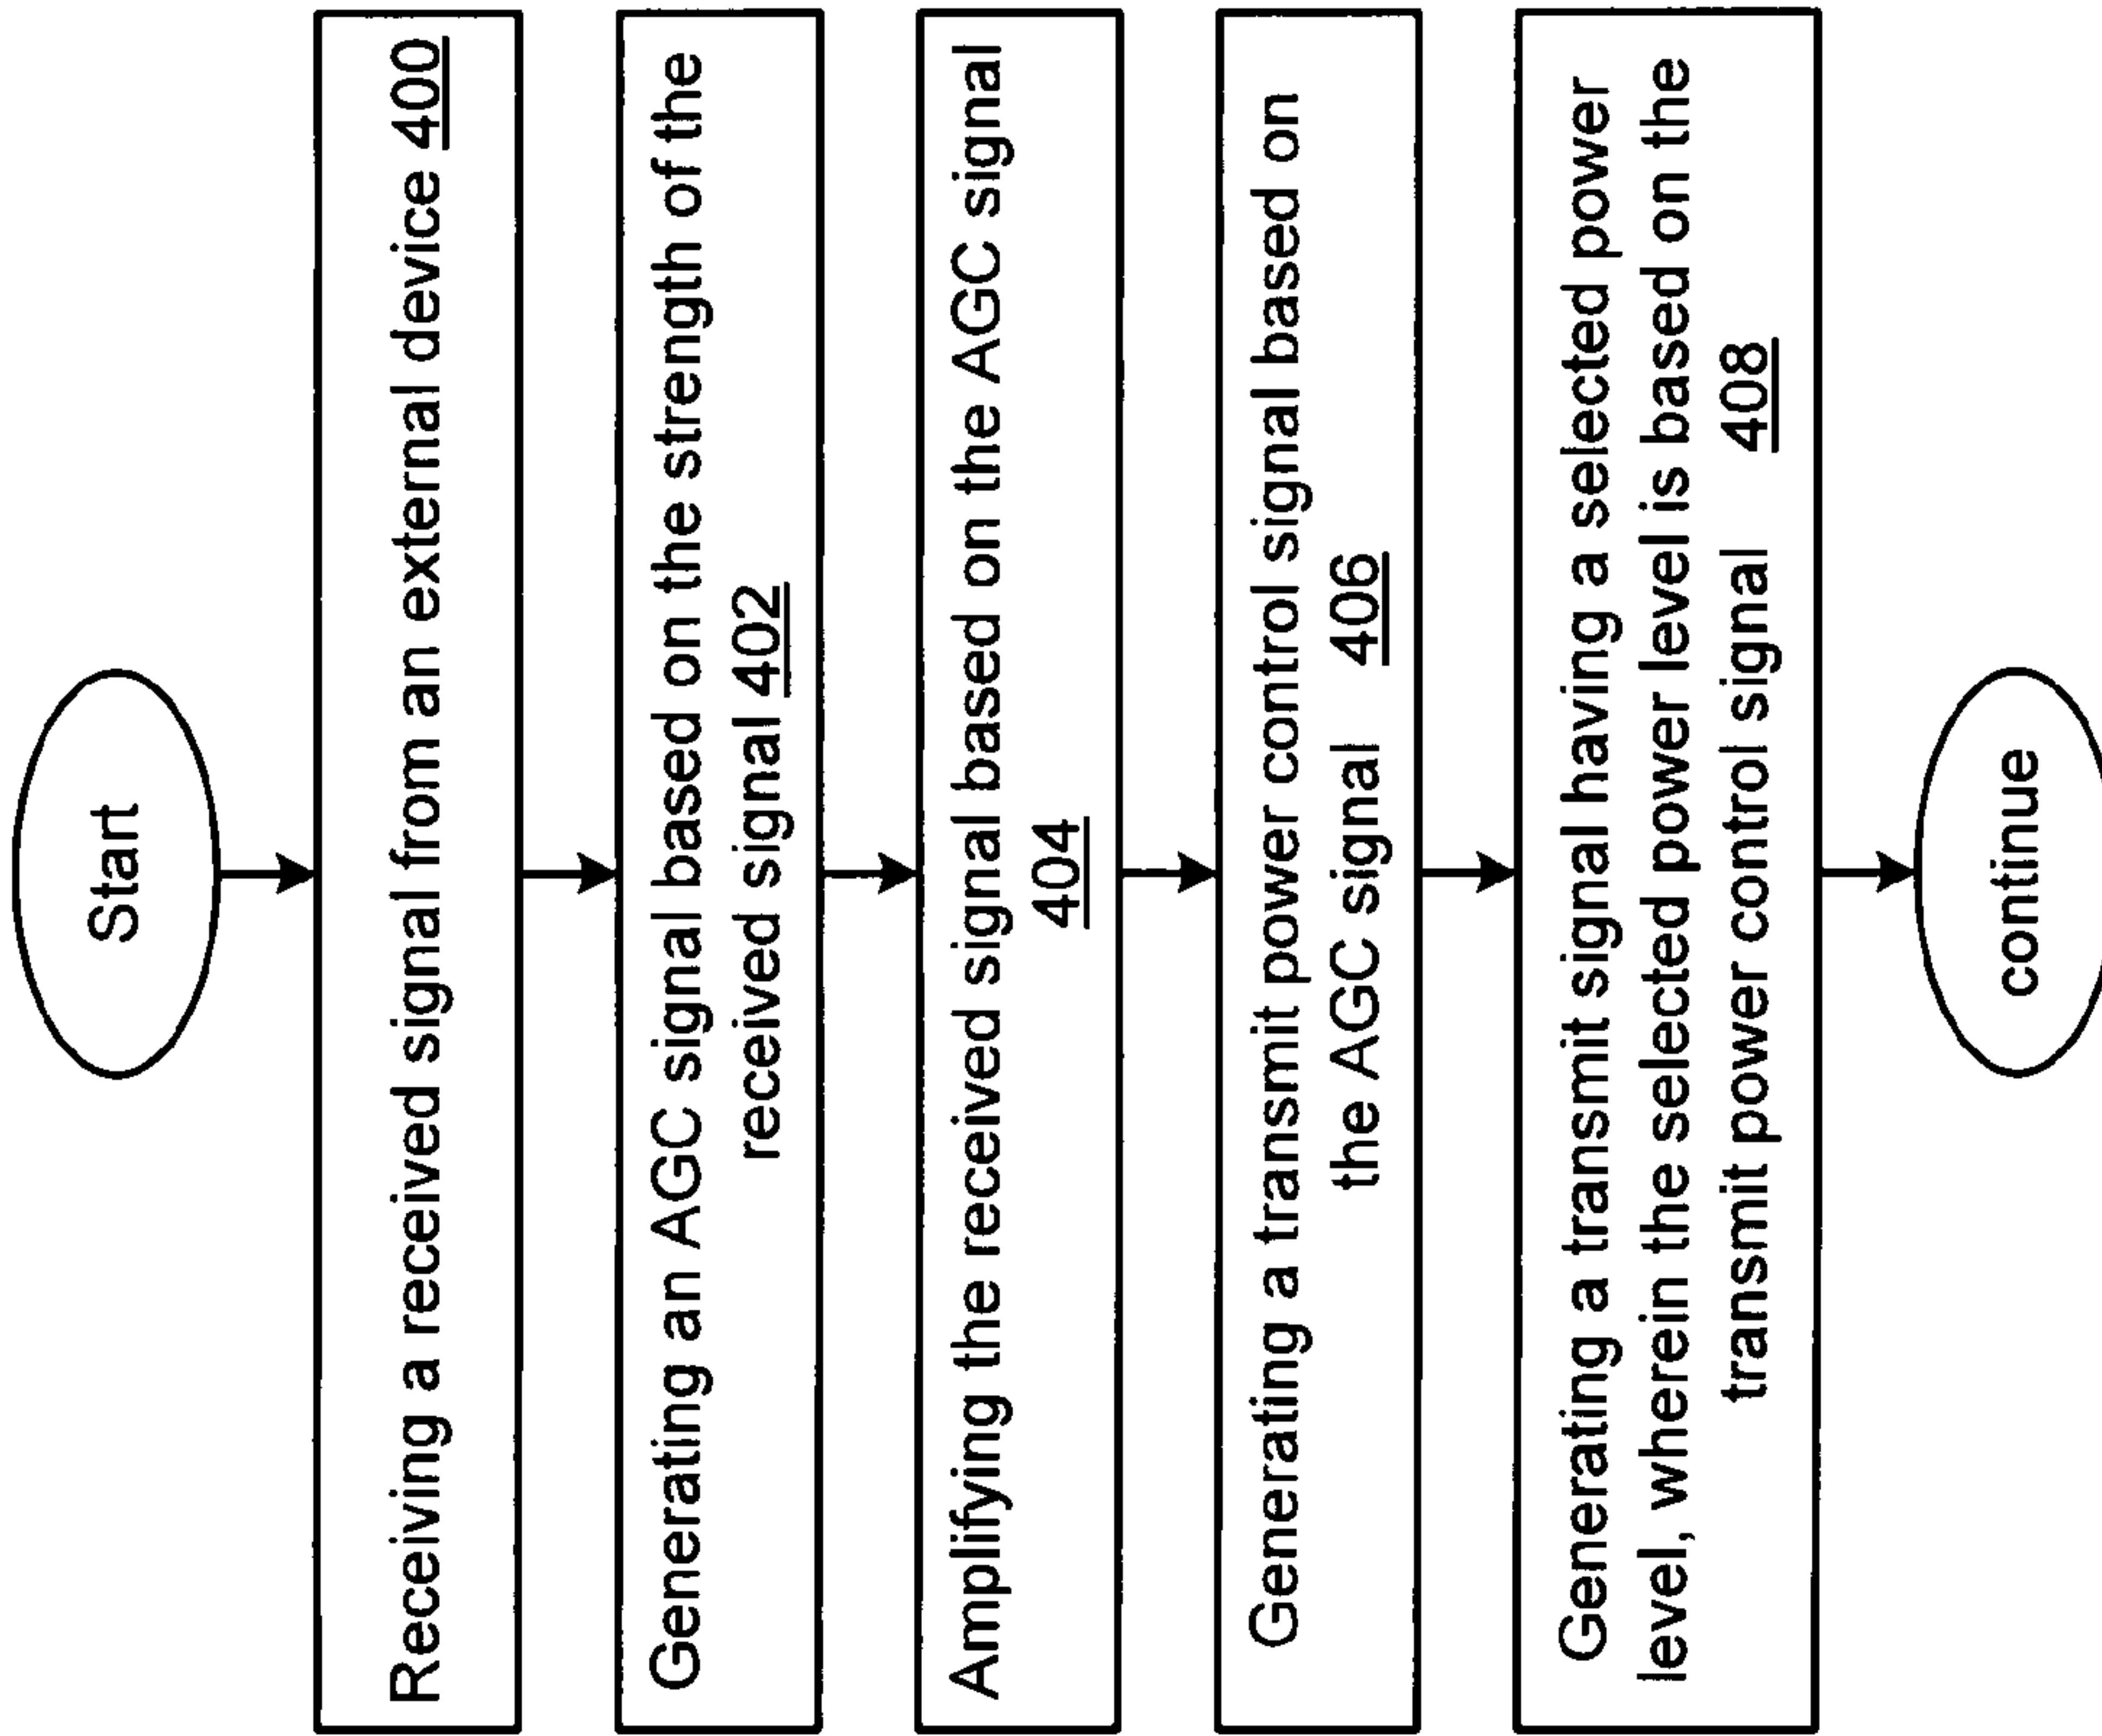 Start
Receiving a received signal from an external device 400
Generating an AGC signal based on the strength of the
received signal 402
Amplifying the received signal based on the AGC signal
404
Generating a transmit power control signal based on
the AGC signal 406
Generating a transmit signal having a selected power
level, wherein the selected power level is based on the
transmit power control signal 408
continue